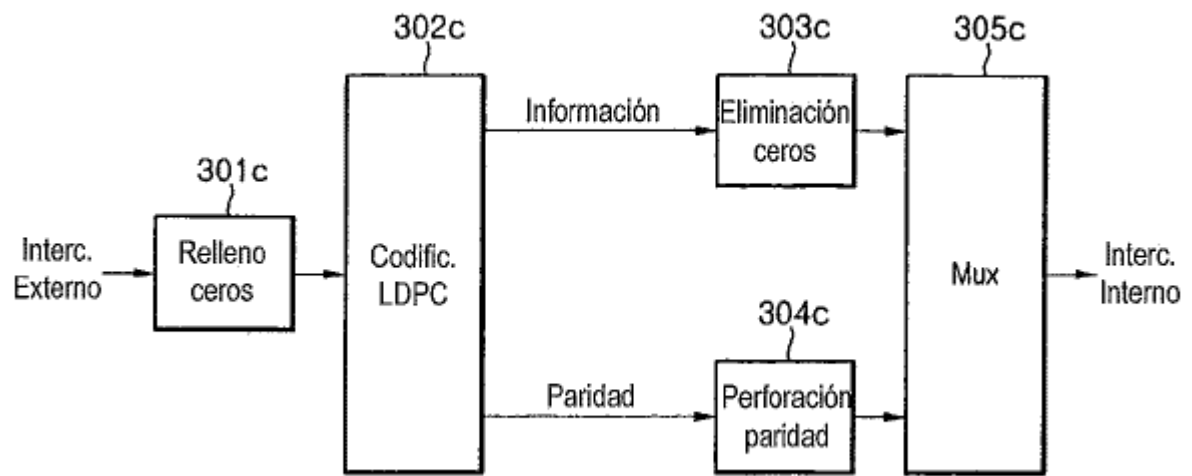 302c
303c
305c
Información
Eliminación
ceros
301c
Interc.
Externo
Relleno
ceros
Codific.
LDPC
Mux
Interc.
Interno
304c
Paridad
Perforación
paridad